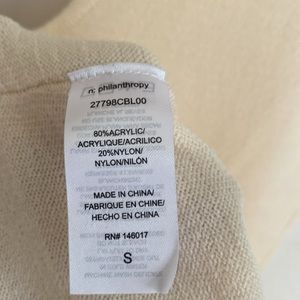 n: philanthropy
27798CBL00
80%ACRYLIC/
ACRYLIQUE/ACRILICO
20%NYLON/
NYLON/NILÓN
MADE IN CHINA/
FABRIQUE EN CHINE/
HECHO EN CHINA
RN# 146017
S